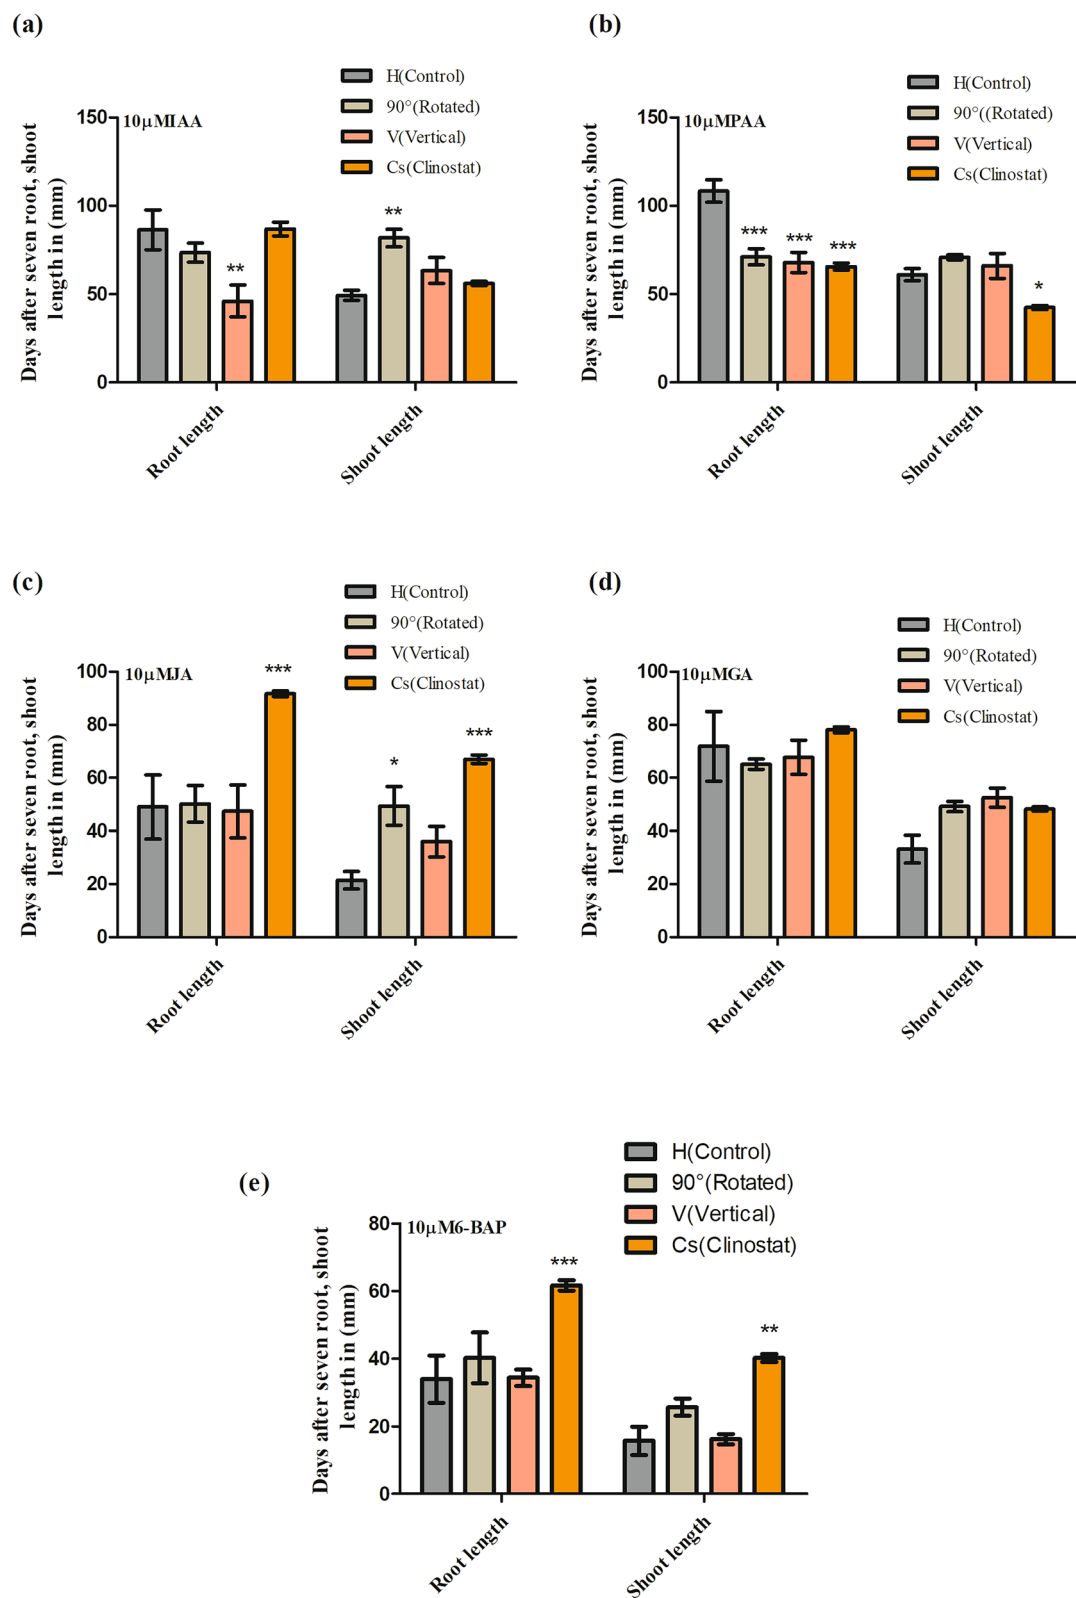 (a)
H(Control)
90°(Rotated)
V(Vertical)
Cs(Clinostat)
10μMIAA
Days after seven root, shoot
length in (mm)
150
100
50
0
**
**
Root length
Shoot length
(b)
H(Control)
90°((Rotated)
V(Vertical)
Cs(Clinostat)
10μMPAA
Days after seven root, shoot
length in (mm)
150
100
50
0
***
***
***
*
Root length
Shoot length
(c)
H(Control)
90°(Rotated)
V(Vertical)
Cs(Clinostat)
10μMJA
Days after seven root, shoot
length in (mm)
100
80
60
40
20
0
***
*
***
Root length
Shoot length
(d)
H(Control)
90°(Rotated)
V(Vertical)
Cs(Clinostat)
10μMGA
Days after seven root, shoot
length in (mm)
100
80
60
40
20
0
Root length
Shoot length
(e)
H(Control)
90°(Rotated)
V(Vertical)
Cs(Clinostat)
10μM6-BAP
Days after seven root, shoot
length in (mm)
80
60
40
20
0
***
**
Root length
Shoot length